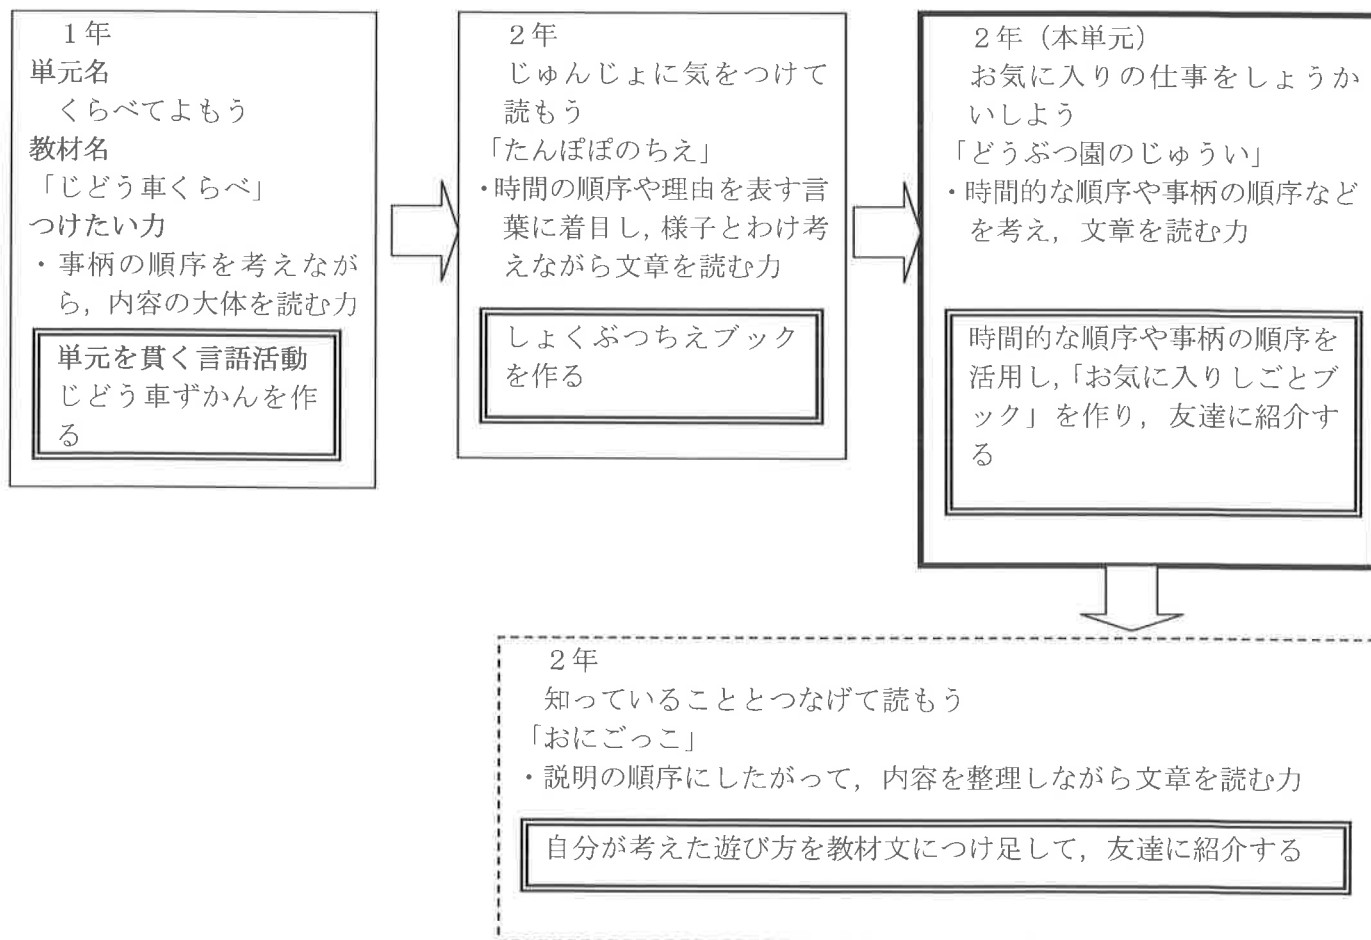 １年
単元名
くらべてよもう
教材名
「じどう車くらべ」
つけたい力
・事柄の順序を考えなが
ら，内容の大体を読む力
単元を貫く言語活動
じどう車ずかんを作
る
２年
じゅんじょに気をつけて
読もう
「たんぽぽのちえ」
・時間の順序や理由を表す言
葉に着目し，様子とわけ考
えながら文章を読む力
しょくぶつちえブック
を作る
２年（本単元）
お気に入りの仕事をしょうか
いしよう
「どうぶつ園のじゅうい」
・時間的な順序や事柄の順序など
を考え，文章を読む力
時間的な順序や事柄の順序を
活用し，「お気に入りしごとブ
ック」を作り，友達に紹介す
る
２年
知っていることとつなげて読もう
「おにごっこ」
・説明の順序にしたがって，内容を整理しながら文章を読む力
自分が考えた遊び方を教材文につけ足して，友達に紹介する